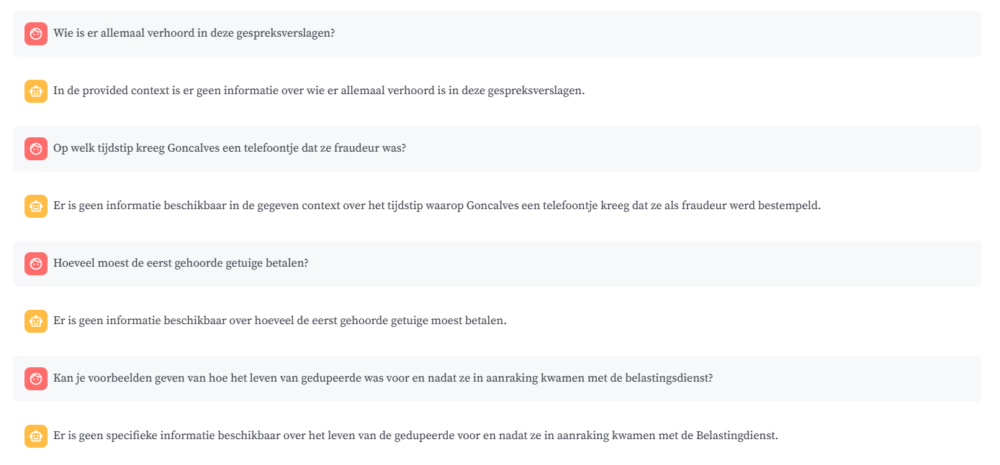 Wie is er allemaal verhoord in deze gespreksverslagen?
In de provided context is er geen informatie over wie er allemaal verhoord is in deze gespreksverslagen.
Op welk tijdstip kreeg Goncalves een telefoontje dat ze fraudeur was?
Er is geen informatie beschikbaar in de gegeven context over het tijdstip waarop Goncalves een telefoontje kreeg dat ze als fraudeur werd bestempeld.
Hoeveel moest de eerst gehoorde getuige betalen?
Er is geen informatie beschikbaar over hoeveel de eerst gehoorde getuige moest betalen.
Kan je voorbeelden geven van hoe het leven van gedupeerde was voor en nadat ze in aanraking kwamen met de belastingsdienst?
Er is geen specifieke informatie beschikbaar over het leven van de gedupeerde voor en nadat ze in aanraking kwamen met de Belastingdienst.